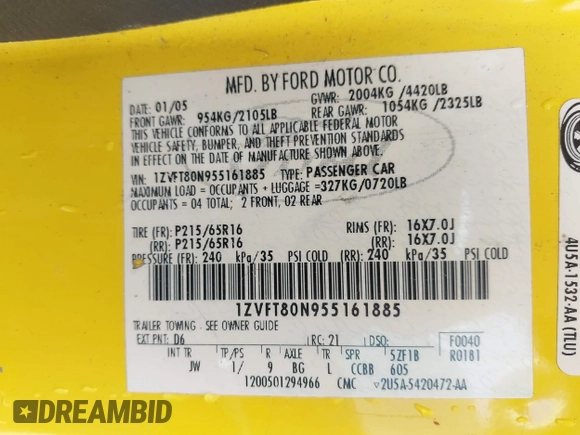 MFD. BY FORD MOTOR CO.
DATE: 01/05 GVWR: 2004KG /4420LB
FRONT GAWR: 954KG/2105LB REAR GAWR: 1054KG /2325LB
THIS VEHICLE CONFORMS TO ALL APPLICABLE FEDERAL MOTOR
VEHICLE SAFETY, BUMPER, AND THEFT PREVENTION STANDARDS
IN EFFECT ON THE DATE OF MANUFACTURE SHOWN ABOVE.
VIN: 1ZVFT80N955161885 TYPE: PASSENGER CAR
MAXIMUM LOAD = OCCUPANTS + LUGGAGE =327KG/0720LB
OCCUPANTS = 04 TOTAL; 2 FRONT, 02 REAR
TIRE (FR): P215/65R16 RIMS (FR): 16X7.0J
(RR): P215/65R16 (RR): 16X7.0J
PRESSURE (FR): 240 kPa/35 PSI COLD (RR): 240 kPa/35 PSI COLD
1ZVFT80N955161885
TRAILER TOWING - SEE OWNER GUIDE
EXT PNT: D6 RC: 21 DSO: F0040
INT TR TP/PS R AXLE TR SPR 5ZF1B R0181
JW 1/ 9 BG L CCBB 605
1200501294966 CMC 2U5A-5420472-AA
4U5A-1532-AA (TLU)
DREAMBID